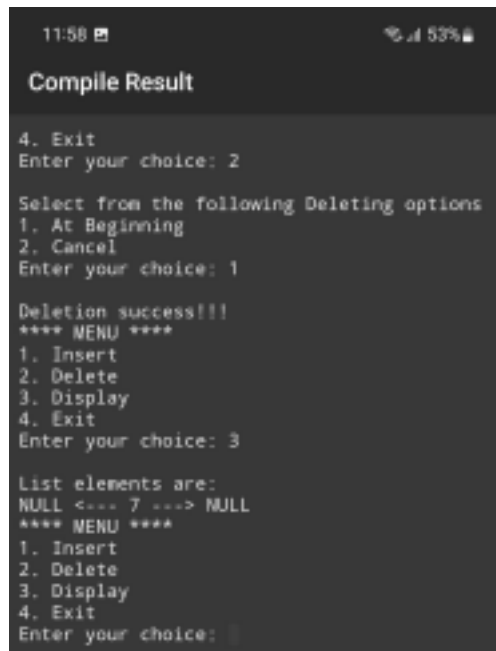 11:58
53%
Compile Result
4. Exit
Enter your choice: 2
Select from the following Deleting options
1. At Beginning
2. Cancel
Enter your choice: 1
Deletion success!!!
**** MENU ****
1. Insert
2. Delete
3. Display
4. Exit
Enter your choice: 3
List elements are:
NULL <--- 7 ---> NULL
**** MENU ****
1. Insert
2. Delete
3. Display
4. Exit
Enter your choice: